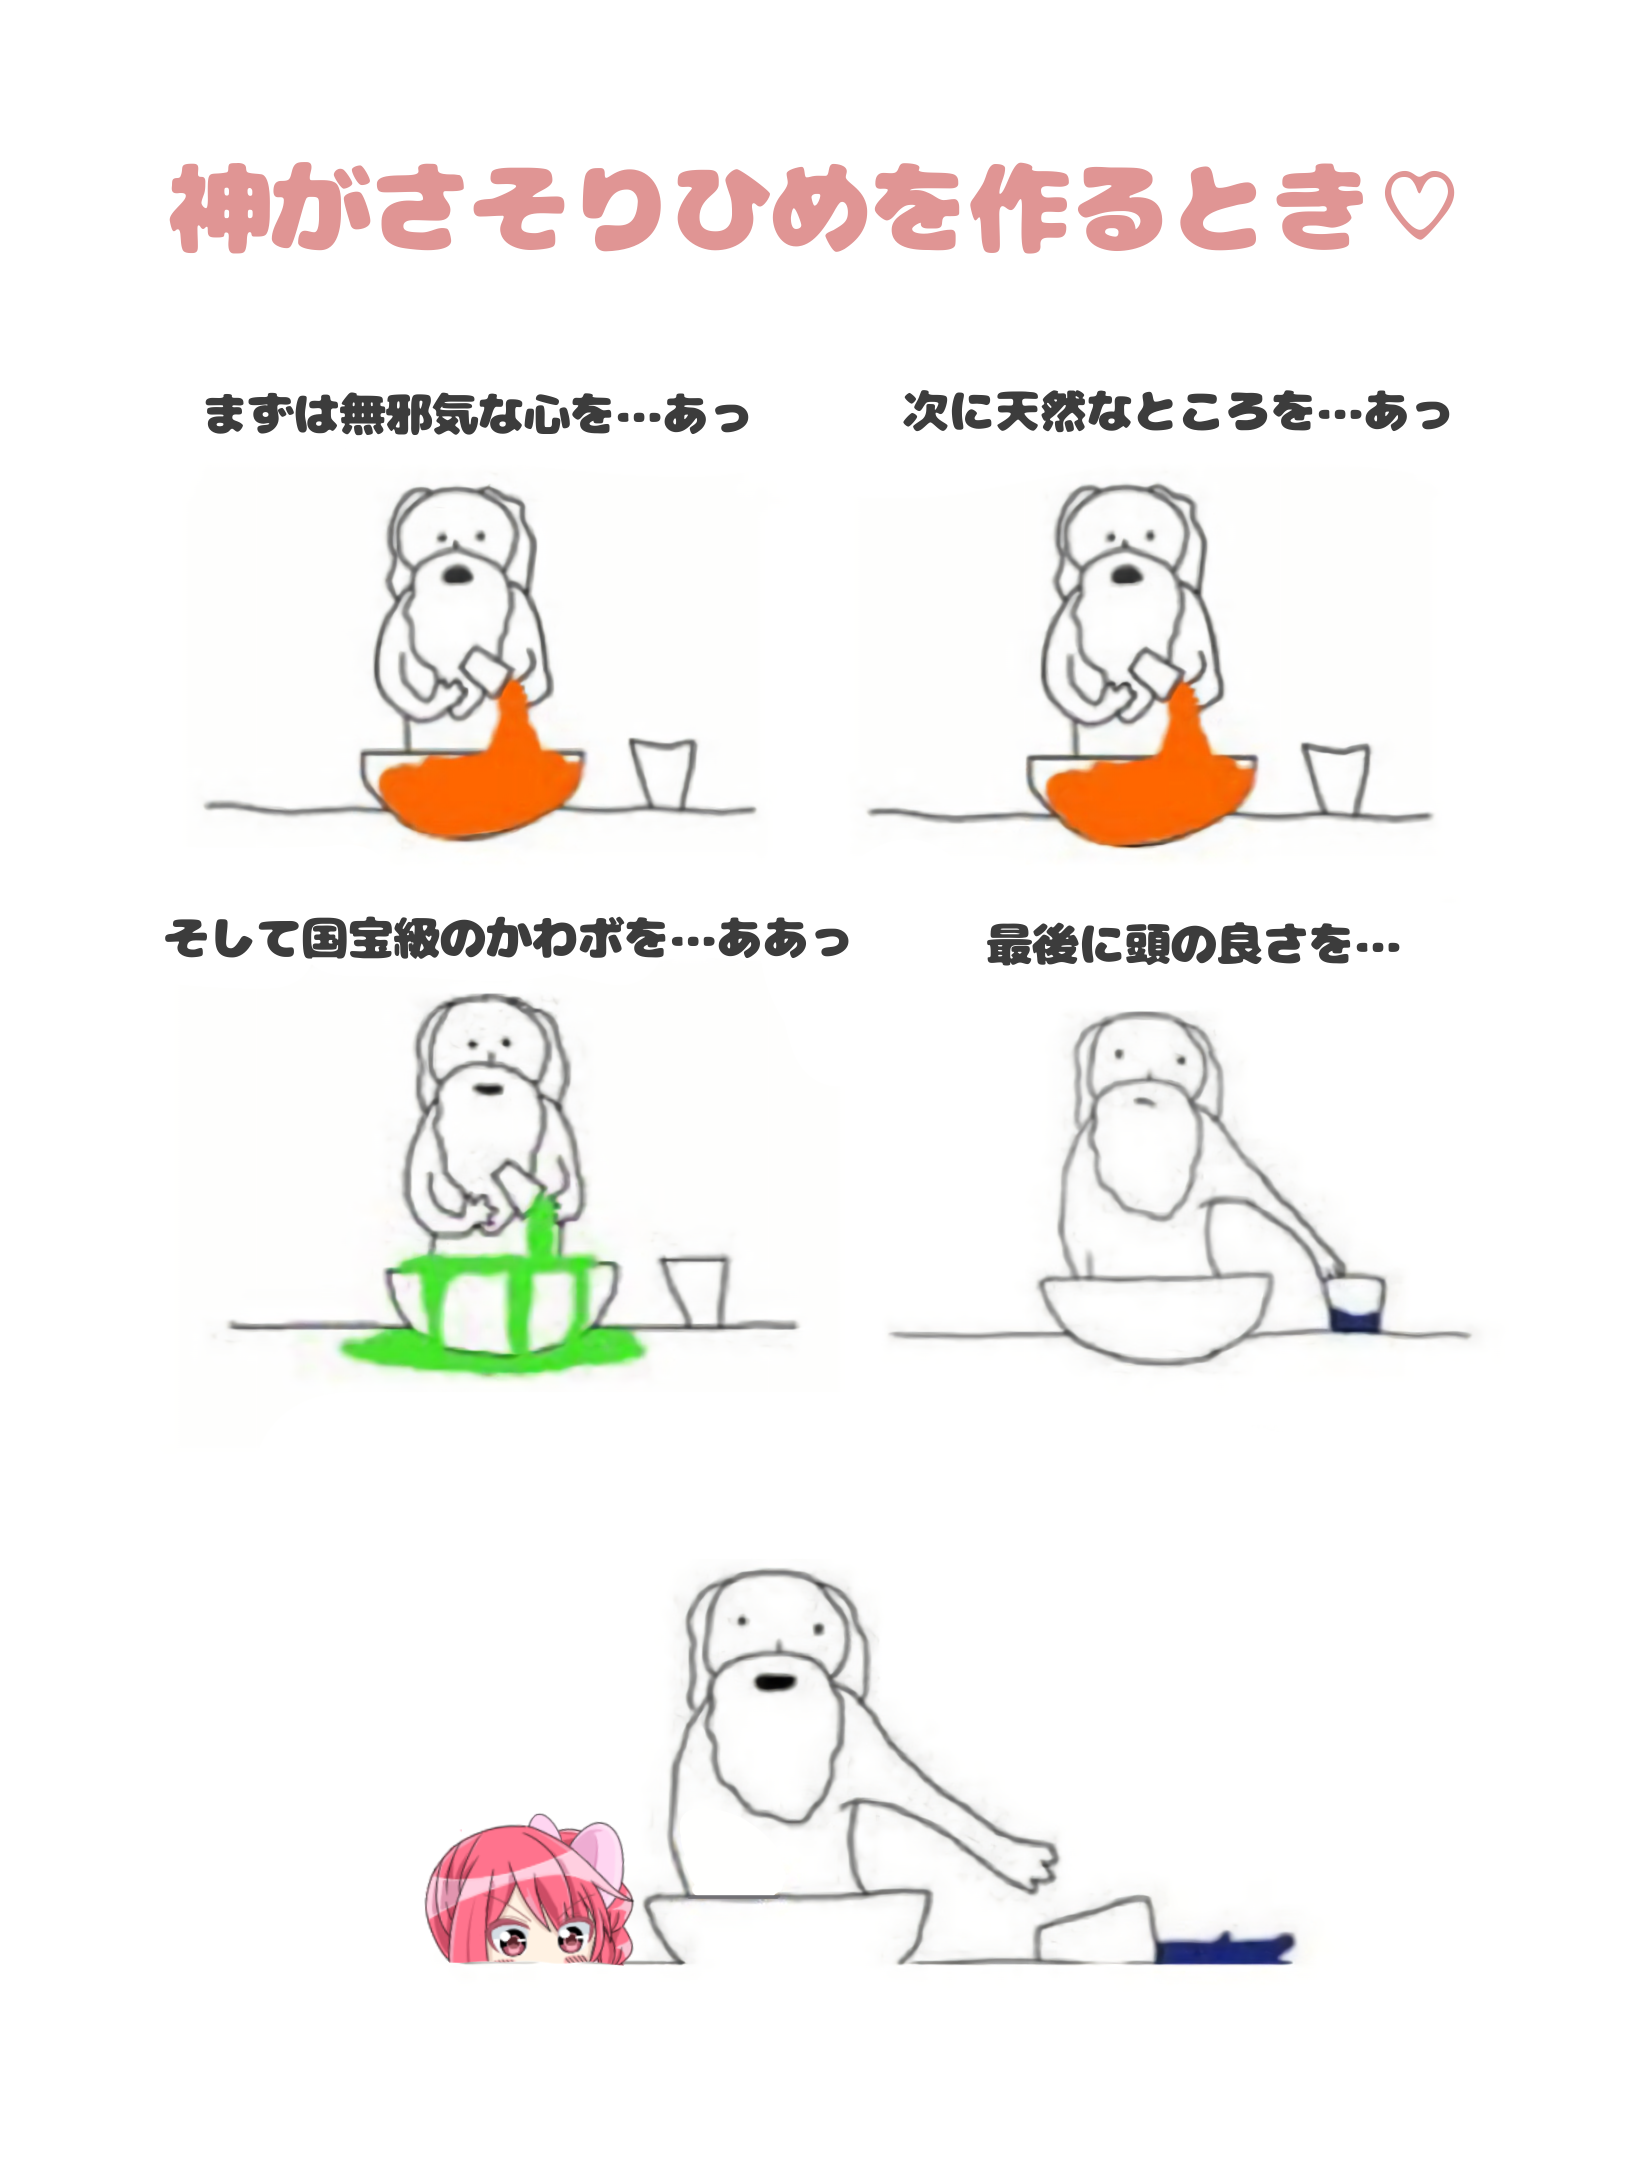 神がさそりひめを作るとき♡
まずは無邪気な心を…あっ
次に天然なところを…あっ
そして国宝級のかわボを…ああっ
最後に頭の良さを…